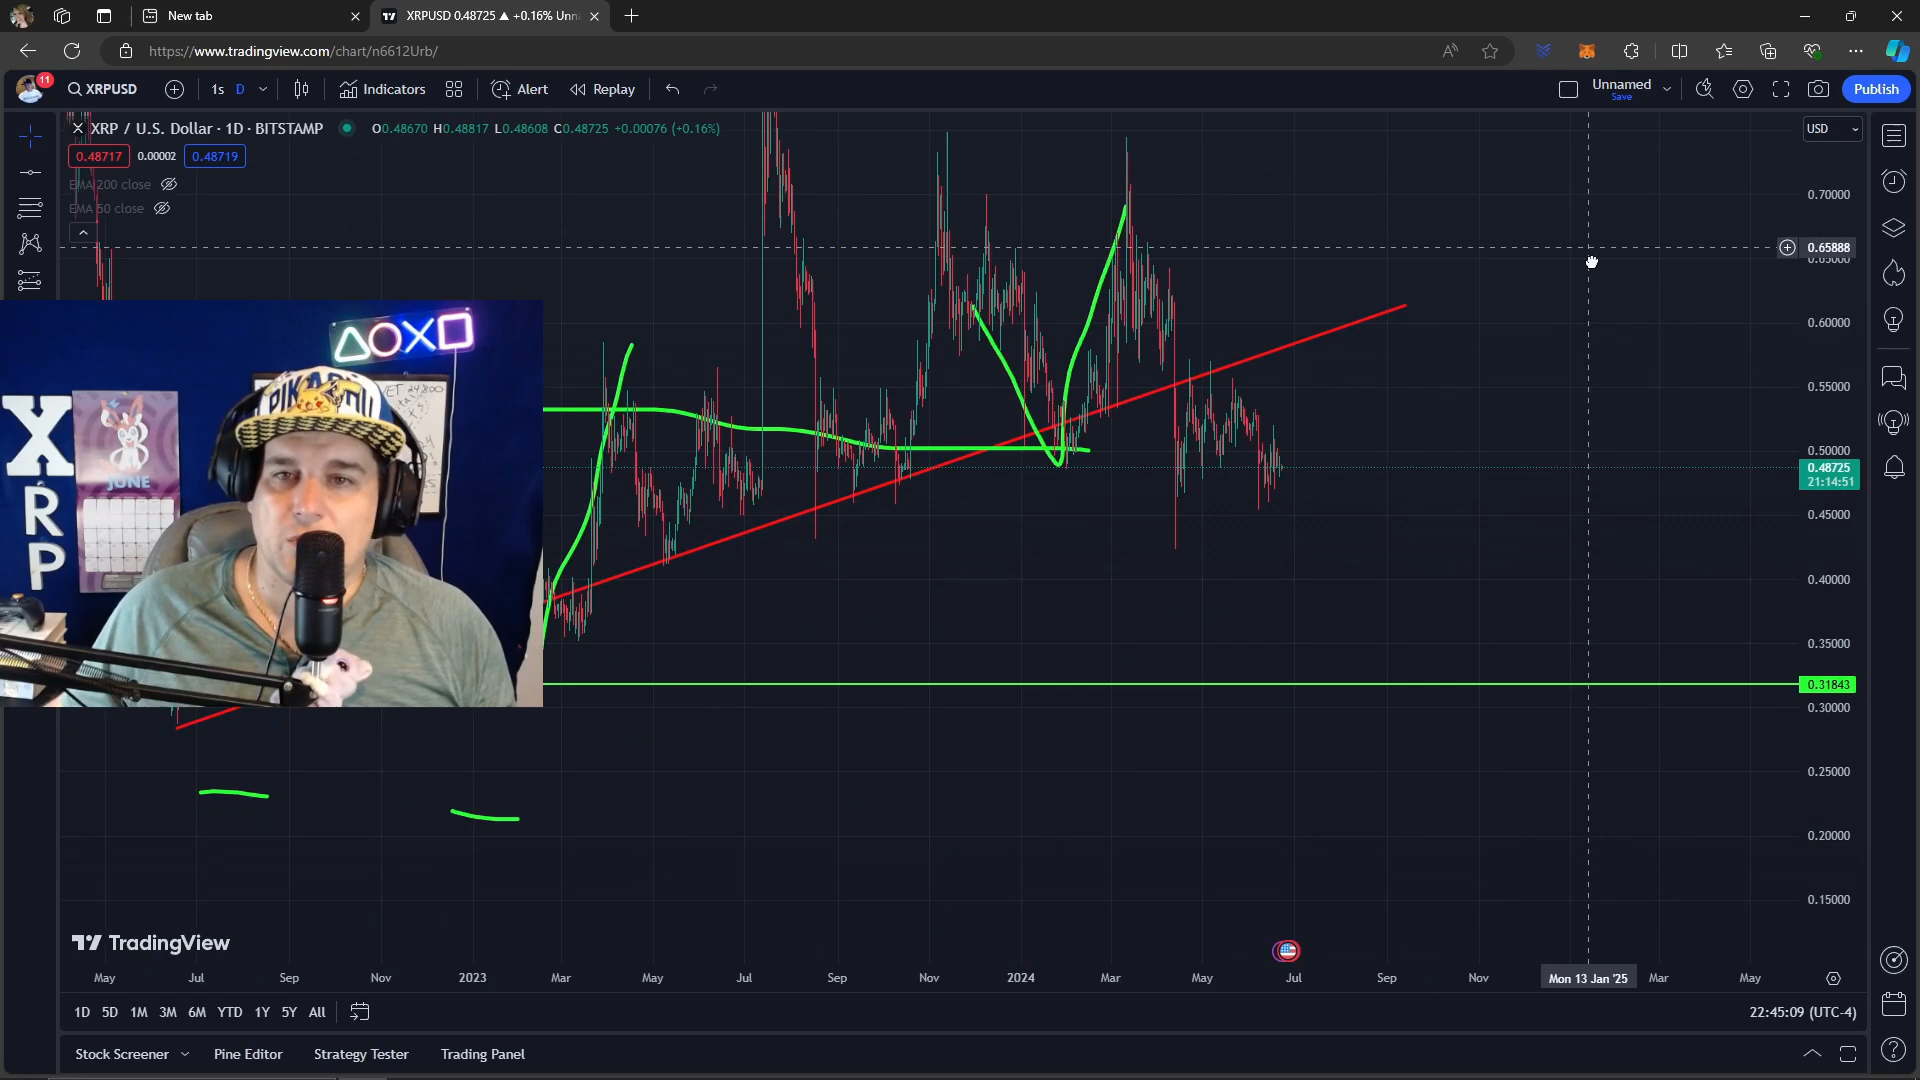 New tab
XRPUSD 0.48725 ▲ +0.16% Unn
https://www.tradingview.com/chart/n6612Urb/
11
XRPUSD
1s D
Indicators
Alert
Replay
Unnamed
Save
Publish
XRP / U.S. Dollar · 1D · BITSTAMP
O0.48670 H0.48817 L0.48608 C0.48725 +0.00076 (+0.16%)
USD
0.48717 0.00002 0.48719
EMA 200 close
EMA 50 close
0.70000
0.65888
0.65000
0.60000
0.55000
0.50000
0.48725
21:14:51
0.45000
0.40000
0.35000
0.31843
0.30000
0.25000
0.20000
0.15000
XRP
PIKACHU
JUNE
TradingView
May Jul Sep Nov 2023 Mar May Jul Sep Nov 2024 Mar May Jul Sep Nov Mon 13 Jan '25 Mar May
1D 5D 1M 3M 6M YTD 1Y 5Y All
22:45:09 (UTC-4)
Stock Screener Pine Editor Strategy Tester Trading Panel